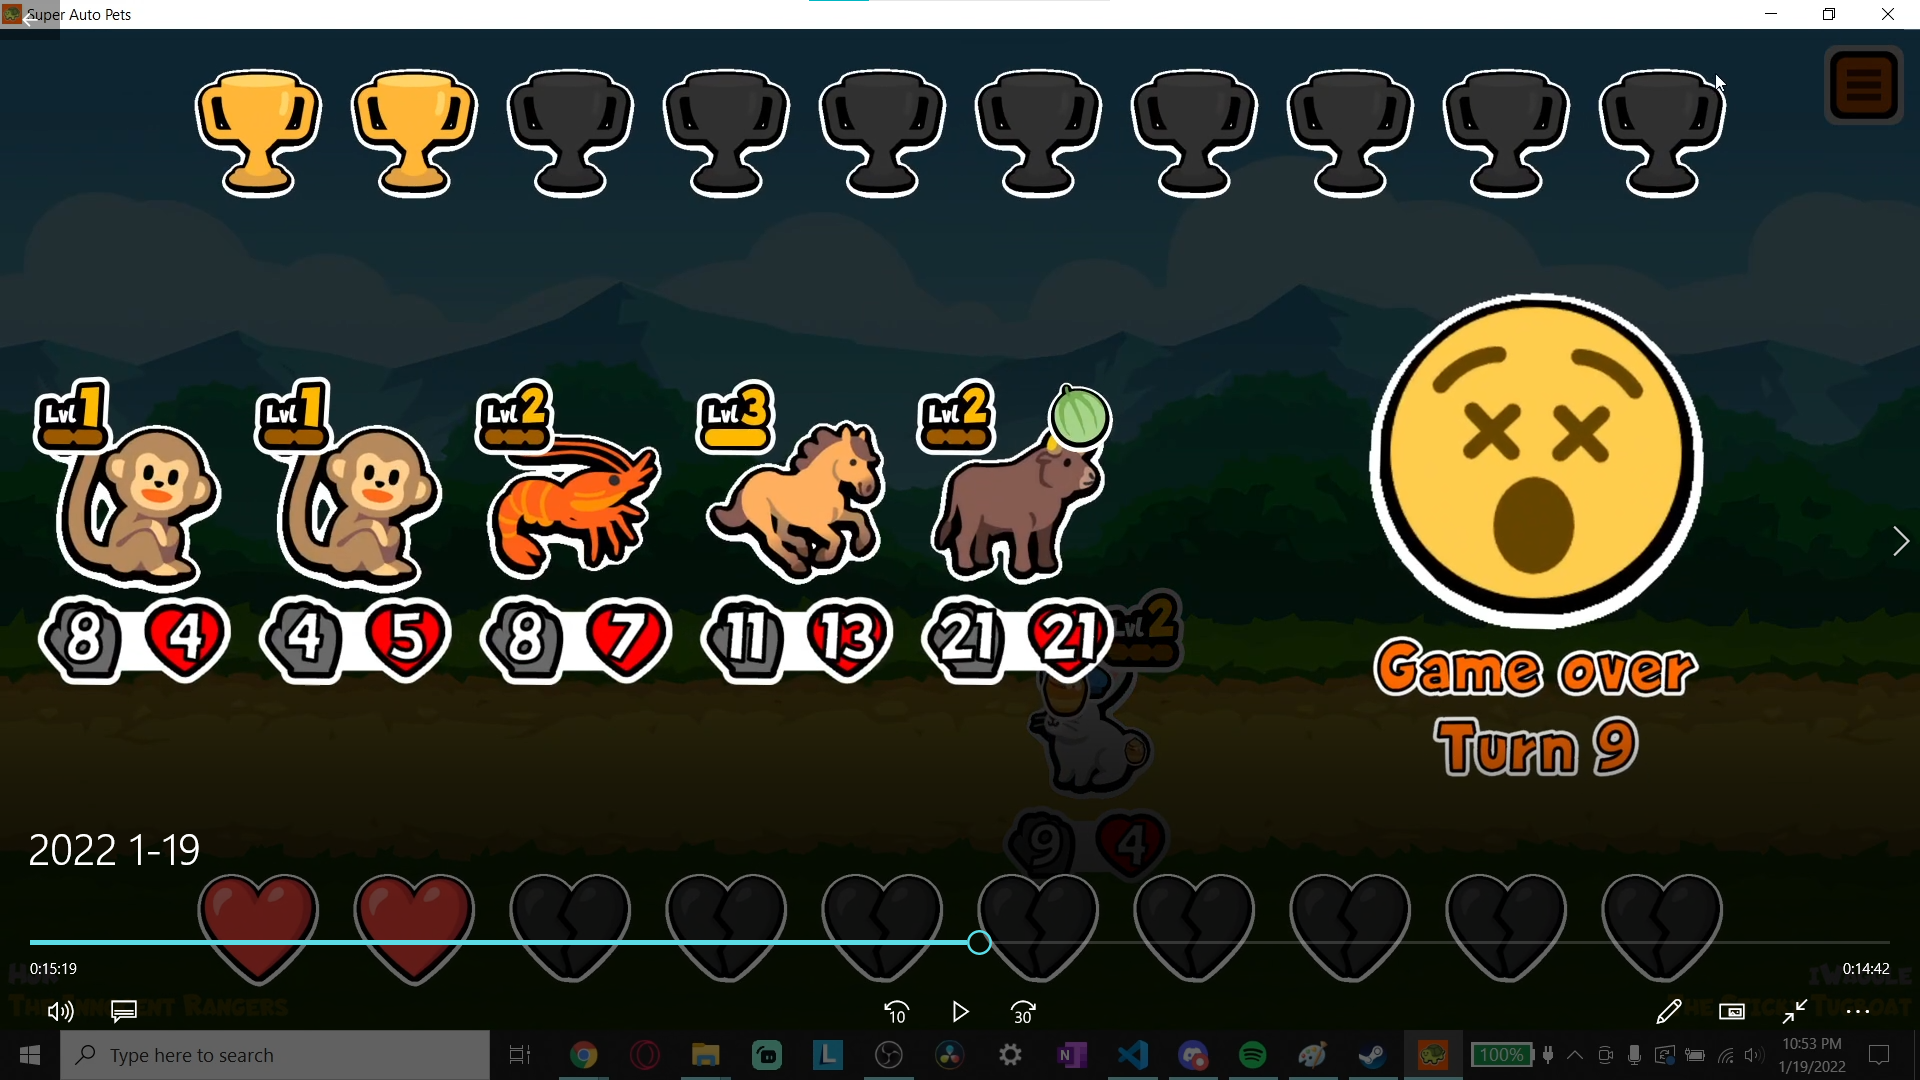 Super Auto Pets
Lvl 1
Lvl 1
Lvl 2
Lvl 3
Lvl 2
8 4
4 5
8 7
11 13
21 21
Lvl 2
Game over
Turn 9
9 4
2022 1-19
0:15:19
0:14:42
10
30
Type here to search
L
N
100%
10:53 PM
1/19/2022